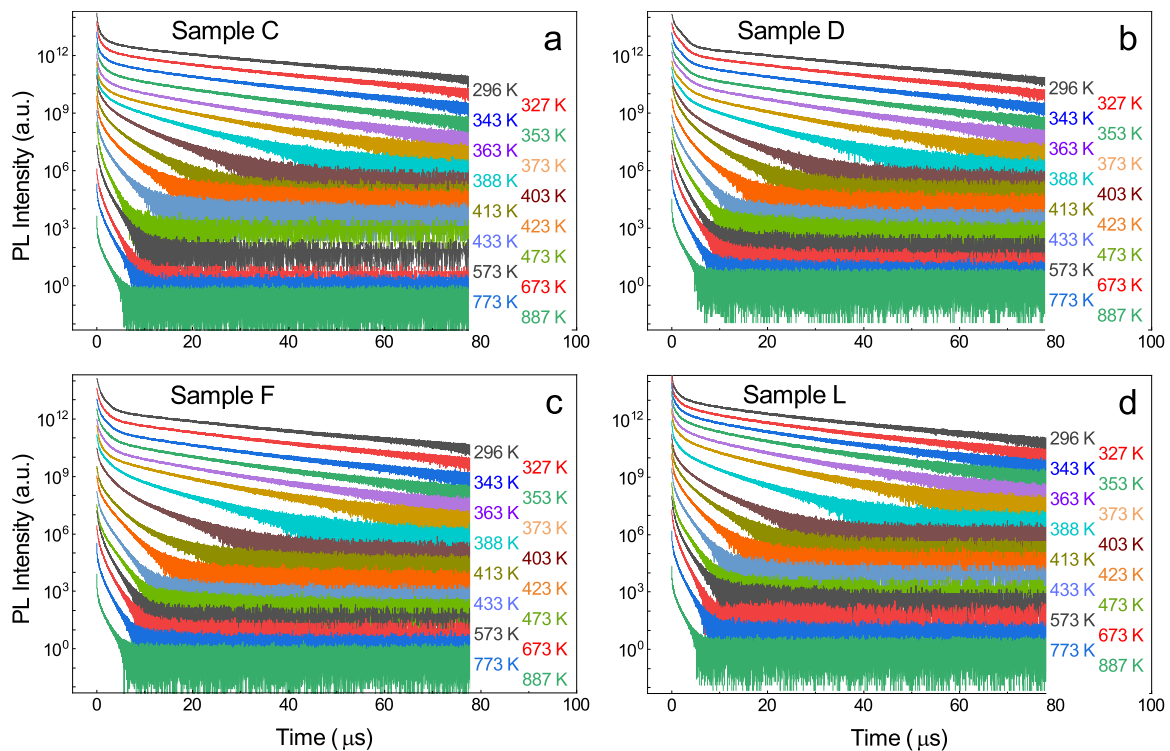 Sample C
a
PL Intensity (a.u.)
10^12
10^9
10^6
10^3
10^0
296 K
327 K
343 K
353 K
363 K
373 K
388 K
403 K
413 K
423 K
433 K
473 K
573 K
673 K
773 K
887 K
0 20 40 60 80 100
Sample D
b
10^12
10^9
10^6
10^3
10^0
296 K
327 K
343 K
353 K
363 K
373 K
388 K
403 K
413 K
423 K
433 K
473 K
573 K
673 K
773 K
887 K
0 20 40 60 80 100
Sample F
c
PL Intensity (a.u.)
10^12
10^9
10^6
10^3
10^0
296 K
327 K
343 K
353 K
363 K
373 K
388 K
403 K
413 K
423 K
433 K
473 K
573 K
673 K
773 K
887 K
0 20 40 60 80 100
Time ( μs)
Sample L
d
10^12
10^9
10^6
10^3
10^0
296 K
327 K
343 K
353 K
363 K
373 K
388 K
403 K
413 K
423 K
433 K
473 K
573 K
673 K
773 K
887 K
0 20 40 60 80 100
Time ( μs)